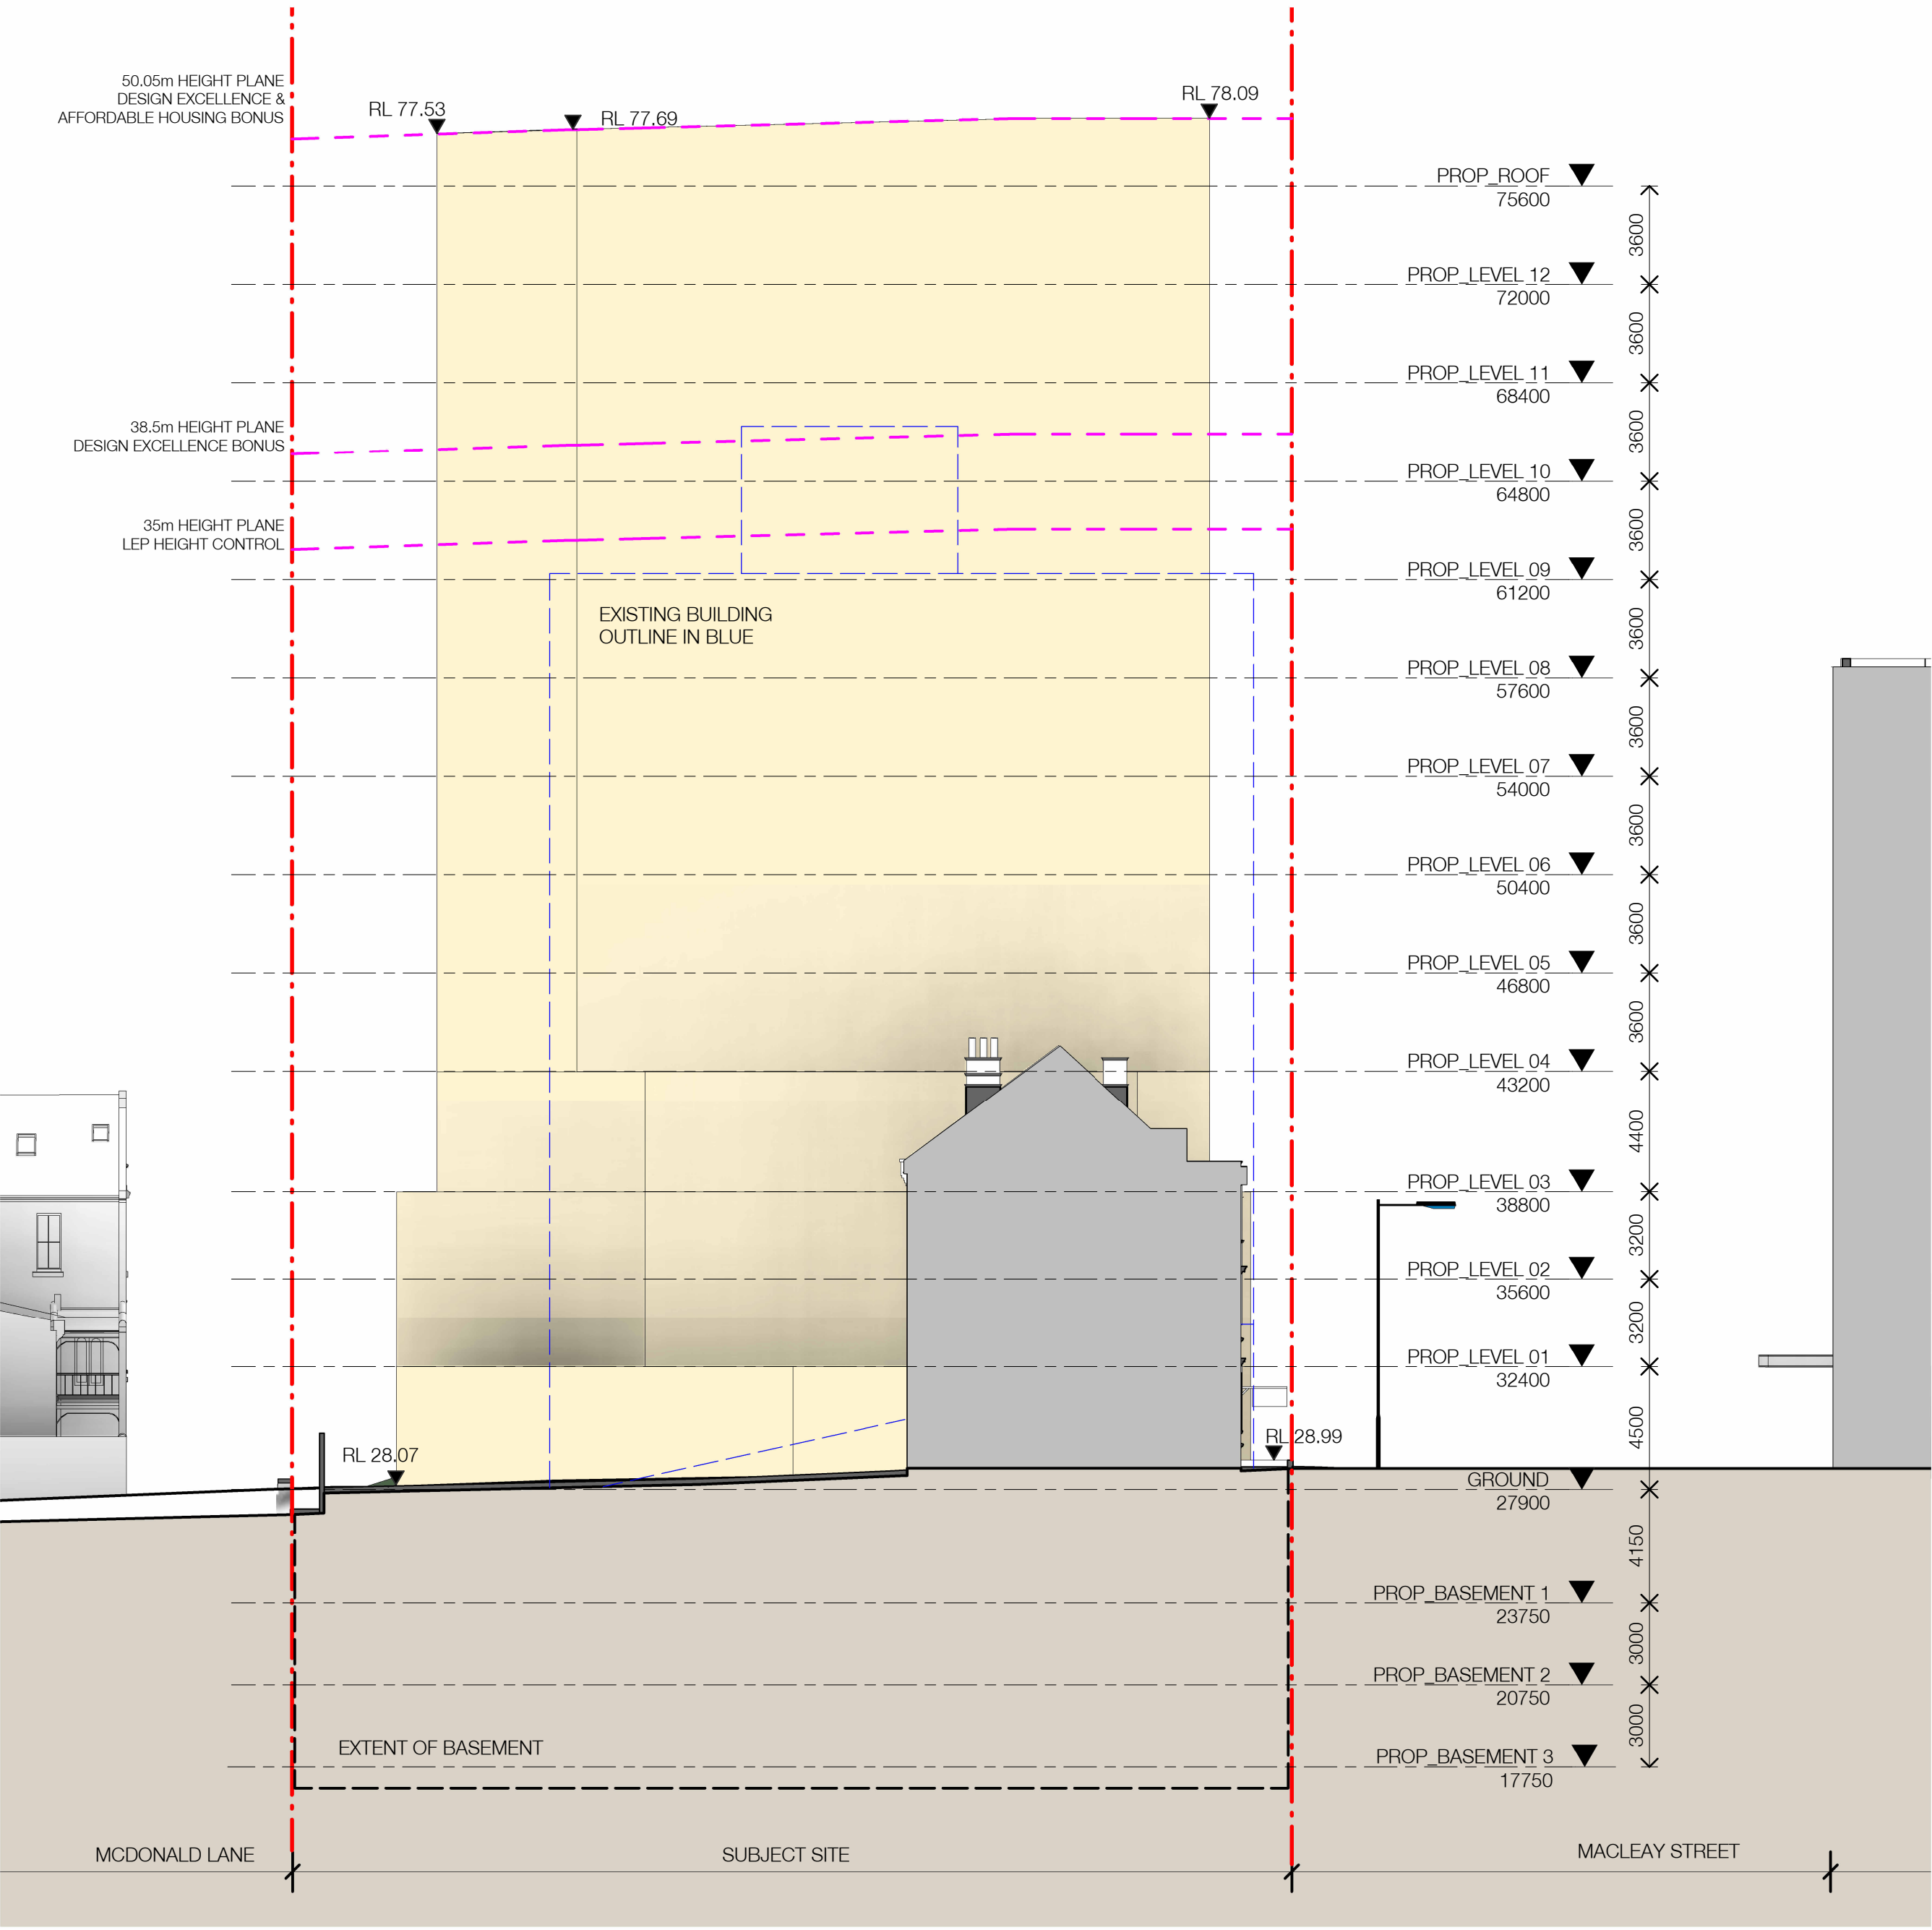 50.05m HEIGHT PLANE
DESIGN EXCELLENCE &
AFFORDABLE HOUSING BONUS
RL 77.53
RL 77.69
RL 78.09
PROP_ROOF
75600
3600
PROP_LEVEL 12
72000
3600
PROP_LEVEL 11
68400
3600
38.5m HEIGHT PLANE
DESIGN EXCELLENCE BONUS
PROP_LEVEL 10
64800
3600
35m HEIGHT PLANE
LEP HEIGHT CONTROL
PROP_LEVEL 09
61200
3600
EXISTING BUILDING
OUTLINE IN BLUE
PROP_LEVEL 08
57600
3600
PROP_LEVEL 07
54000
3600
PROP_LEVEL 06
50400
3600
PROP_LEVEL 05
46800
3600
PROP_LEVEL 04
43200
4400
PROP_LEVEL 03
38800
3200
PROP_LEVEL 02
35600
3200
PROP_LEVEL 01
32400
4500
RL 28.07
RL 28.99
GROUND
27900
4150
PROP_BASEMENT 1
23750
3000
PROP_BASEMENT 2
20750
3000
EXTENT OF BASEMENT
PROP_BASEMENT 3
17750
MCDONALD LANE
SUBJECT SITE
MACLEAY STREET